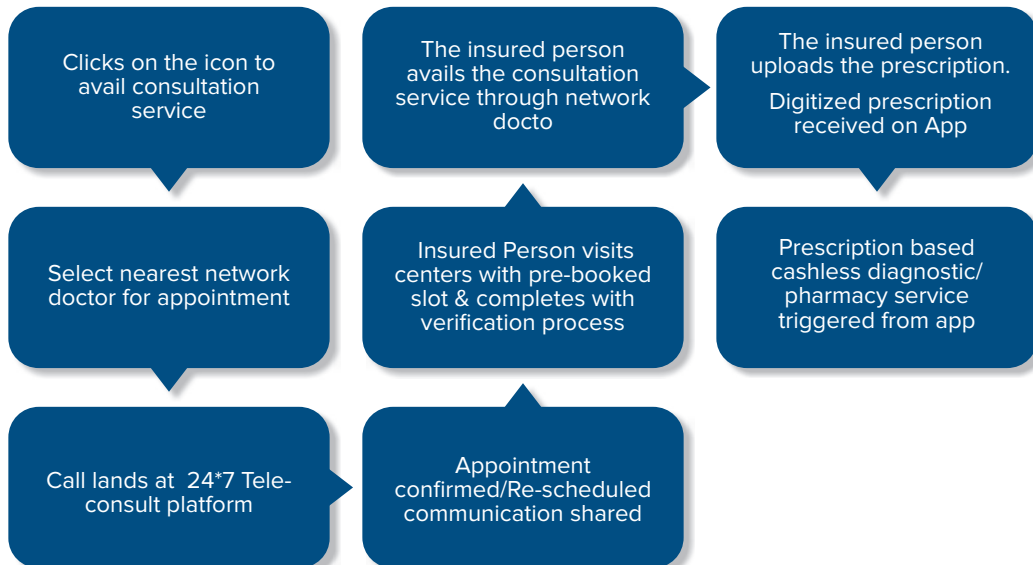 Clicks on the icon to
avail consultation
service
Select nearest network
doctor for appointment
Call lands at 24*7 Tele-
consult platform
Appointment
confirmed/Re-scheduled
communication shared
Insured Person visits
centers with pre-booked
slot & completes with
verification process
The insured person
avails the consultation
service through network
docto
The insured person
uploads the prescription.
Digitized prescription
received on App
Prescription based
cashless diagnostic/
pharmacy service
triggered from app